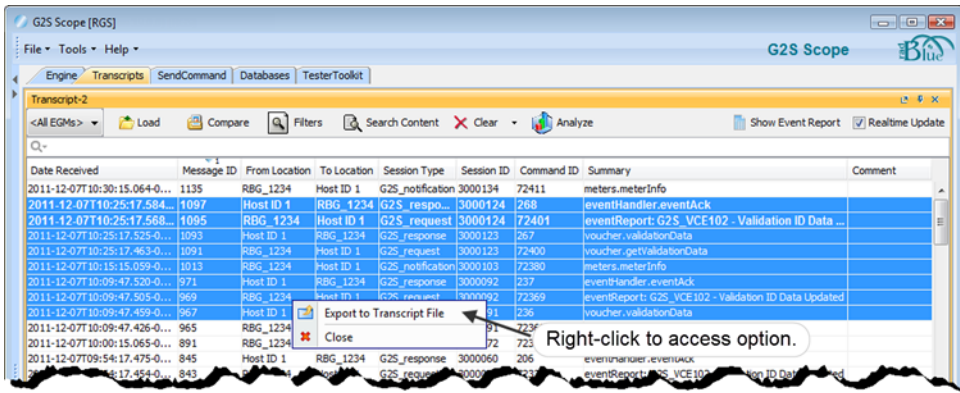 G2S Scope [RGS]
File Tools Help
G2S Scope Blue
Engine Transcripts SendCommand Databases TesterToolkit
Transcript-2
<All EGMs> Load Compare Filters Search Content Clear Analyze Show Event Report Realtime Update
Date Received Message ID From Location To Location Session Type Session ID Command ID Summary Comment
1
2011-12-07T10:30:15.064-0... 1135 RBG_1234 Host ID 1 G2S_notification 3000134 72411 meters.meterInfo
2011-12-07T10:25:17.584... 1097 Host ID 1 RBG_1234 G2S_respo... 3000124 268 eventHandler.eventAck
2011-12-07T10:25:17.568... 1095 RBG_1234 Host ID 1 G2S_request 3000124 72401 eventReport: G2S_VCE102 - Validation ID Data ...
2011-12-07T10:25:17.525-0... 1093 Host ID 1 RBG_1234 G2S_response 3000123 267 voucher.validationData
2011-12-07T10:25:17.463-0... 1091 RBG_1234 Host ID 1 G2S_request 3000123 72400 voucher.getValidationData
2011-12-07T10:15:15.059-0... 1013 RBG_1234 Host ID 1 G2S_notification 3000103 72380 meters.meterInfo
2011-12-07T10:09:47.520-0... 971 Host ID 1 RBG_1234 G2S_response 3000092 237 eventHandler.eventAck
2011-12-07T10:09:47.505-0... 969 RBG_1234 Host ID 1 G2S_request 3000092 72369 eventReport: G2S_VCE102 - Validation ID Data Updated
2011-12-07T10:09:47.459-0... 967 Host ID 1 91 236 voucher.validationData
Export to Transcript File
2011-12-07T10:09:47.426-0... 965 RBG_1234
Close
Right-click to access option.
2011-12-07T10:00:15.065-0... 891 RBG_1234
2011-12-07T09:54:17.475-0... 845 Host ID 1 RBG_1234 G2S_response 3000060 206 eventHandler.eventAck
843